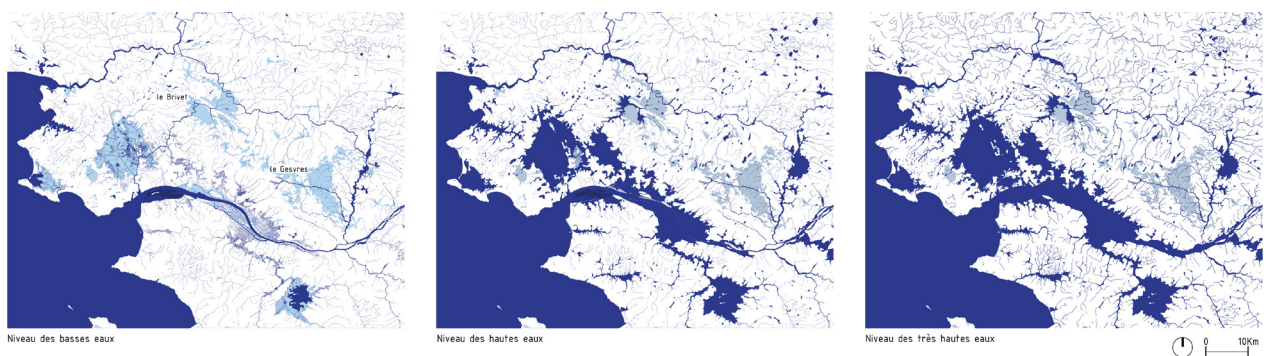 le Brivet
le Gesvres
Niveau des basses eaux
Niveau des hautes eaux
Niveau des très hautes eaux
0 10Km